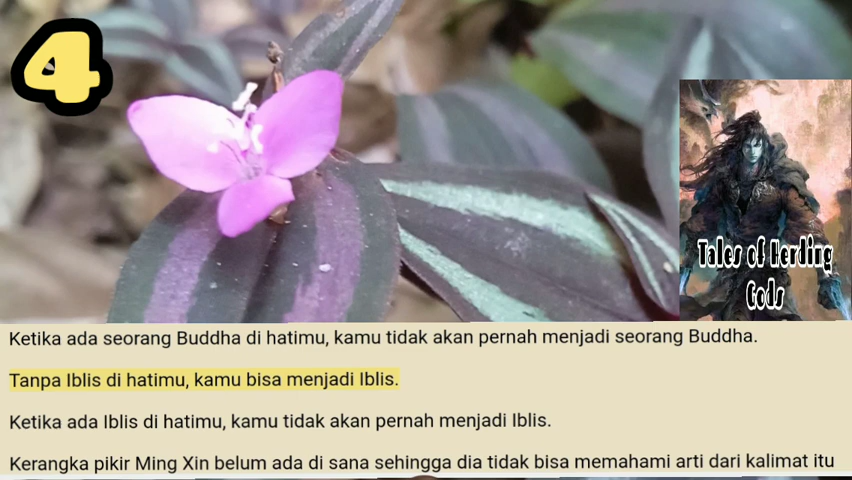 4
Tales of Herding
Gods
Ketika ada seorang Buddha di hatimu, kamu tidak akan pernah menjadi seorang Buddha.
Tanpa Iblis di hatimu, kamu bisa menjadi Iblis.
Ketika ada Iblis di hatimu, kamu tidak akan pernah menjadi Iblis.
Kerangka pikir Ming Xin belum ada di sana sehingga dia tidak bisa memahami arti dari kalimat itu